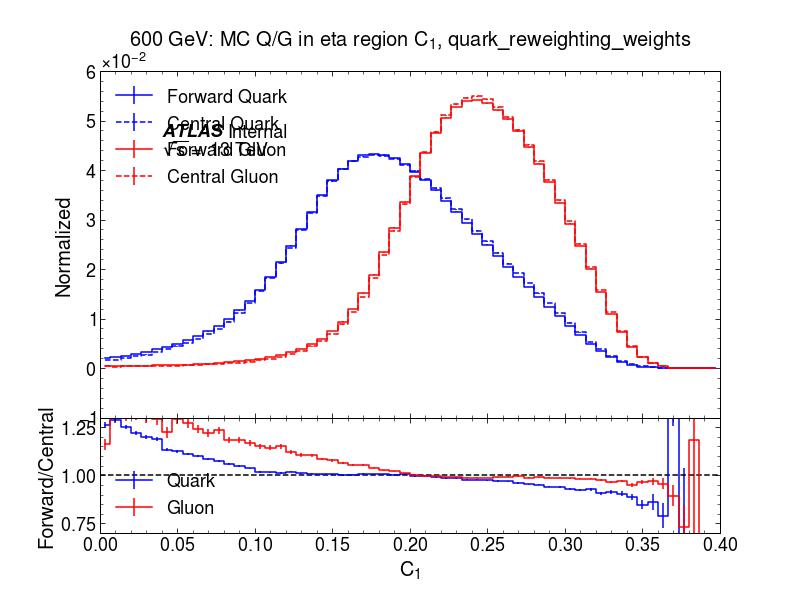 600 GeV: MC Q/G in eta region C₁, quark_reweighting_weights
×10⁻²
Forward Quark
Central Quark
ATLAS Internal
√s = 13 TeV
Forward Gluon
Central Gluon
Normalized
6
5
4
3
2
1
0
−1
Forward/Central
1.25
1.00
0.75
Quark
Gluon
0.00 0.05 0.10 0.15 0.20 0.25 0.30 0.35 0.40
C₁